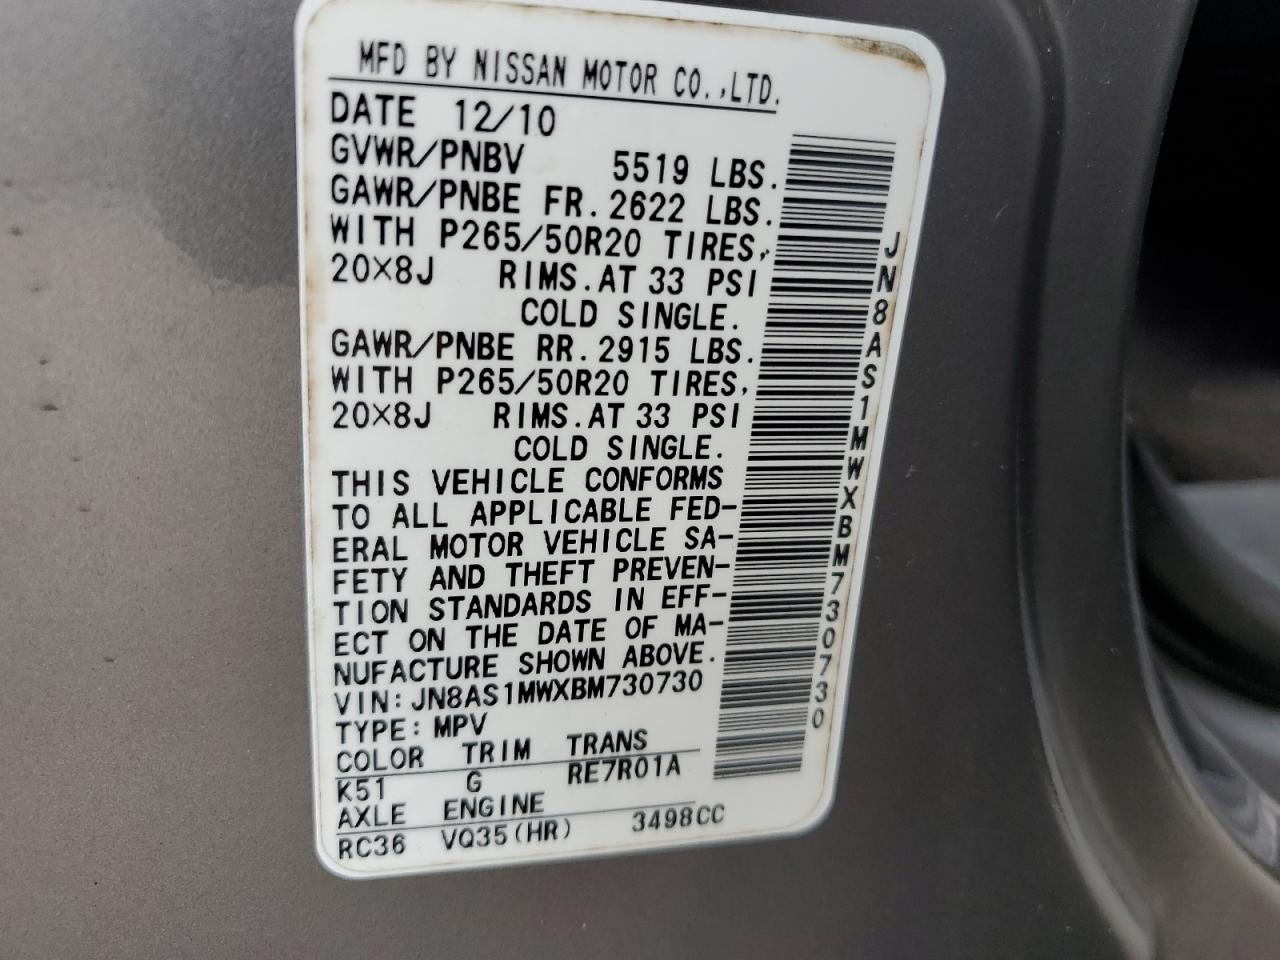 MFD BY NISSAN MOTOR CO.,LTD.
DATE 12/10
GVWR/PNBV 5519 LBS.
GAWR/PNBE FR.2622 LBS.
WITH P265/50R20 TIRES,
20×8J RIMS.AT 33 PSI
COLD SINGLE.
GAWR/PNBE RR.2915 LBS.
WITH P265/50R20 TIRES,
20×8J RIMS.AT 33 PSI
COLD SINGLE.
THIS VEHICLE CONFORMS
TO ALL APPLICABLE FED-
ERAL MOTOR VEHICLE SA-
FETY AND THEFT PREVEN-
TION STANDARDS IN EFF-
ECT ON THE DATE OF MA-
NUFACTURE SHOWN ABOVE.
VIN:JN8AS1MWXBM730730
TYPE:MPV
COLOR TRIM TRANS
K51 G RE7R01A
AXLE ENGINE
RC36 VQ35(HR) 3498CC
JN8AS1MWXBM730730